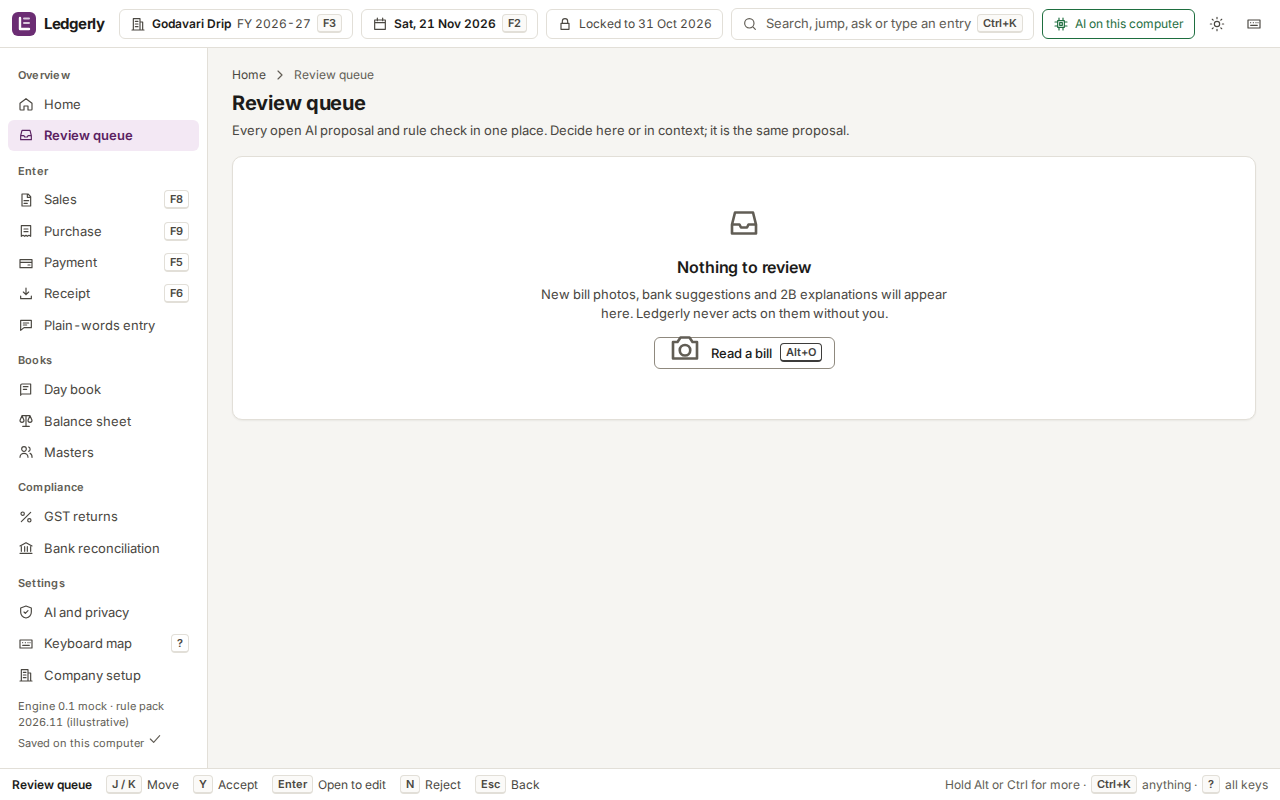 Ledgerly
Godavari Drip FY 2026-27 F3
Sat, 21 Nov 2026 F2
Locked to 31 Oct 2026
Search, jump, ask or type an entry Ctrl+K
AI on this computer
Overview
Home
Review queue
Enter
Sales F8
Purchase F9
Payment F5
Receipt F6
Plain-words entry
Books
Day book
Balance sheet
Masters
Compliance
GST returns
Bank reconciliation
Settings
AI and privacy
Keyboard map ?
Company setup
Engine 0.1 mock · rule pack
2026.11 (illustrative)
Saved on this computer
Home > Review queue
Review queue
Every open AI proposal and rule check in one place. Decide here or in context; it is the same proposal.
Nothing to review
New bill photos, bank suggestions and 2B explanations will appear
here. Ledgerly never acts on them without you.
Read a bill Alt+O
Review queue J / K Move Y Accept Enter Open to edit N Reject Esc Back
Hold Alt or Ctrl for more · Ctrl+K anything · ? all keys